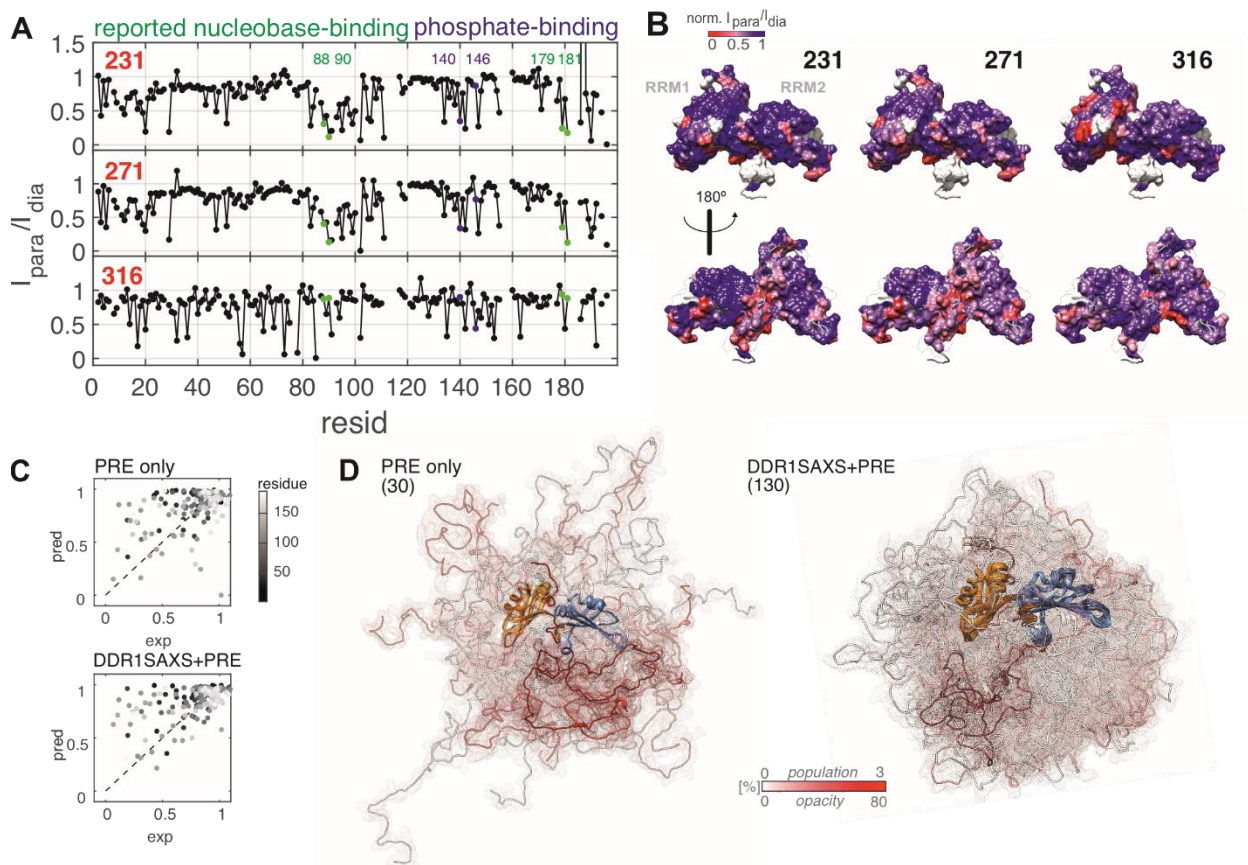 A
reported nucleobase-binding phosphate-binding
1.5
231
88 90
140 146
179 181
1
0.5
0
271
1
0.5
0
316
1
0.5
0
I para/I dia
0 20 40 60 80 100 120 140 160 180
resid
B
norm. Ipara/Idia
0 0.5 1
231 271 316
RRM1 RRM2
180º
C
PRE only
1
0.5
0
pred
0 0.5 1
exp
residue
150
100
50
DDR1SAXS+PRE
1
0.5
0
pred
0 0.5 1
exp
D
PRE only
(30)
DDR1SAXS+PRE
(130)
0 population 3
[%]
0 opacity 80